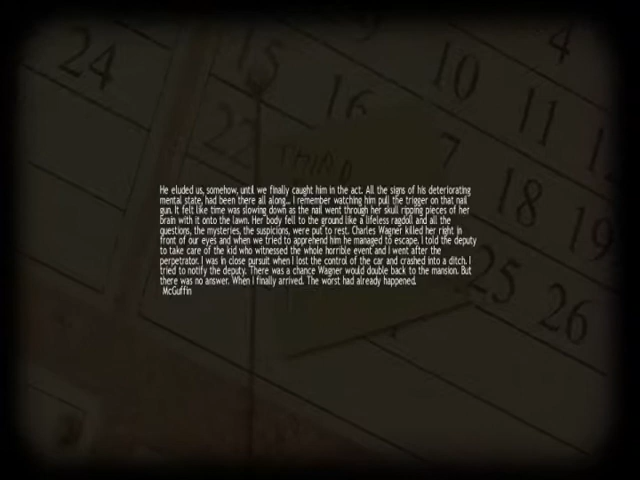 24
15
16
22
4
10
11
1
7
18
19
25
26
THIRD
He eluded us, somehow, until we finally caught him in the act. All the signs of his deteriorating
mental state, had been there all along... I remember watching him pull the trigger on that nail
gun. It felt like time was slowing down as the nail went through her skull ripping pieces of her
brain with it onto the lawn. Her body fell to the ground like a lifeless ragdoll and all the
questions, the mysteries, the suspicions, were put to rest. Charles Wagner killed her right in
front of our eyes and when we tried to apprehend him he managed to escape. I told the deputy
to take care of the kid who witnessed the whole horrible event and I went after the
perpetrator. I was in close pursuit when I lost the control of the car and crashed into a ditch. I
tried to notify the deputy. There was a chance Wagner would double back to the mansion. But
there was no answer. When I finally arrived. The worst had already happened.
McGuffin